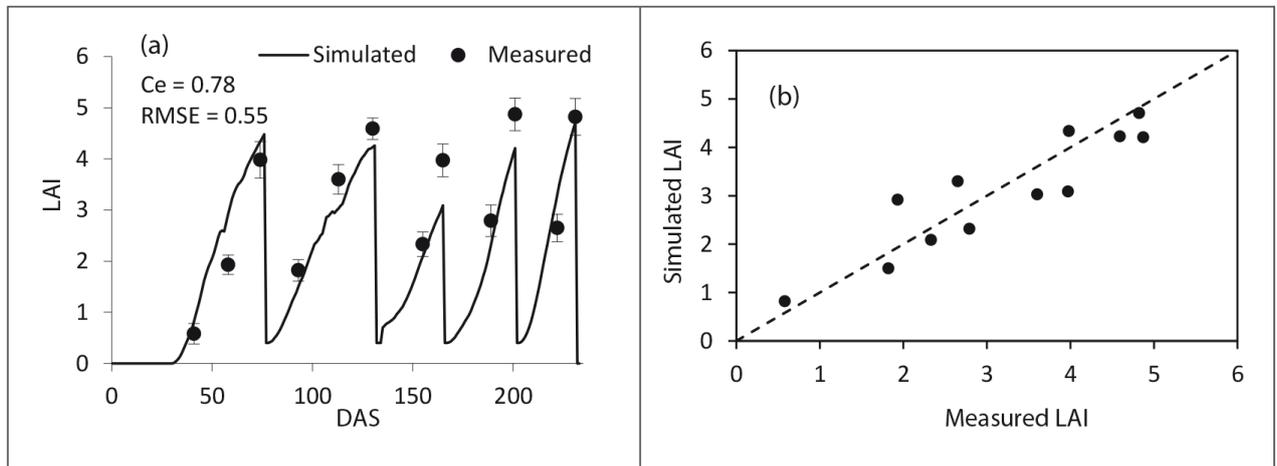 (a)
Simulated
Measured
Ce = 0.78
RMSE = 0.55
LAI
6
5
4
3
2
1
0
0 50 100 150 200
DAS
(b)
Simulated LAI
6
5
4
3
2
1
0
0 1 2 3 4 5 6
Measured LAI